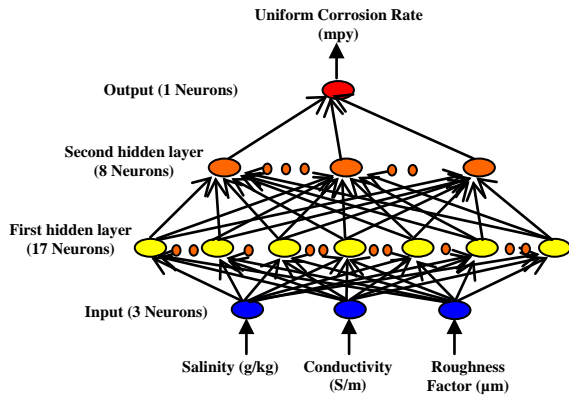 Uniform Corrosion Rate
(mpy)
Output (1 Neurons)
Second hidden layer
(8 Neurons)
First hidden layer
(17 Neurons)
Input (3 Neurons)
Salinity (g/kg)
Conductivity
(S/m)
Roughness
Factor (µm)